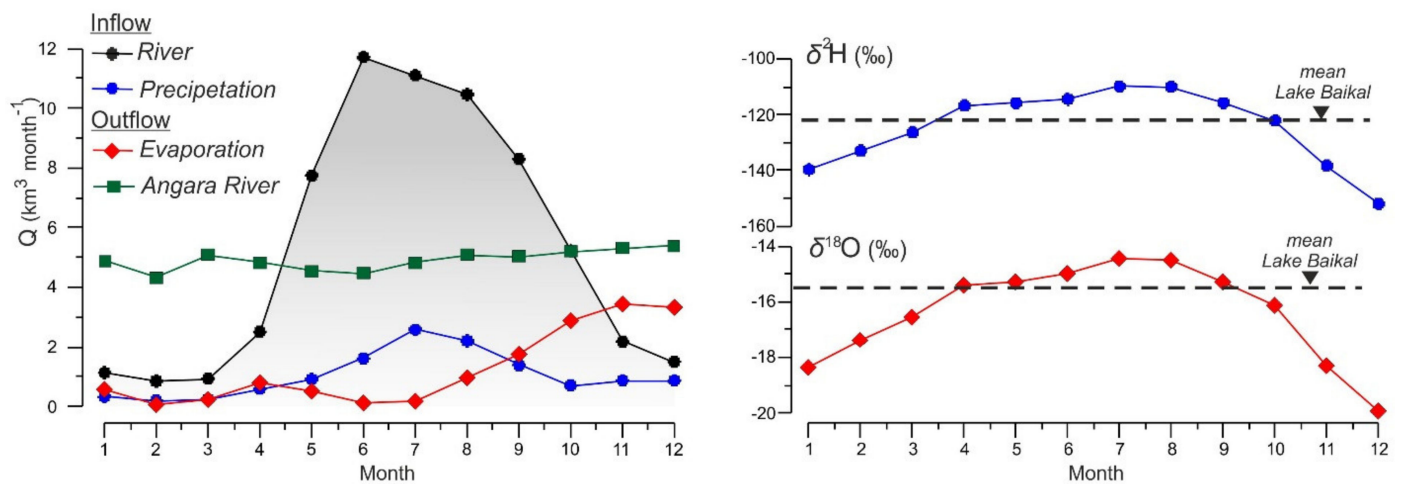 Inflow
River
Precipetation
Outflow
Evaporation
Angara River
Q (km³ month⁻¹)
12
10
8
6
4
2
0
1 2 3 4 5 6 7 8 9 10 11 12
Month
δ²H (‰)
mean
Lake Baikal
-100
-120
-140
-160
δ¹⁸O (‰)
mean
Lake Baikal
-14
-16
-18
-20
1 2 3 4 5 6 7 8 9 10 11 12
Month